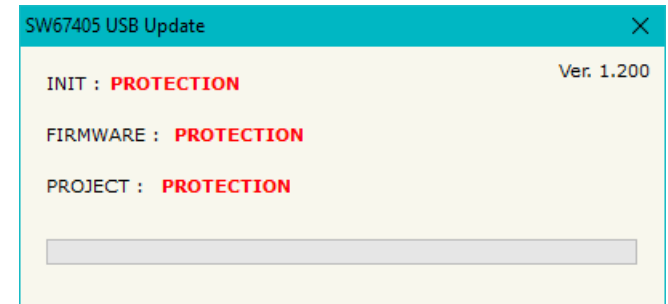 SW67405 USB Update
Ver. 1.200
INIT : PROTECTION
FIRMWARE : PROTECTION
PROJECT : PROTECTION